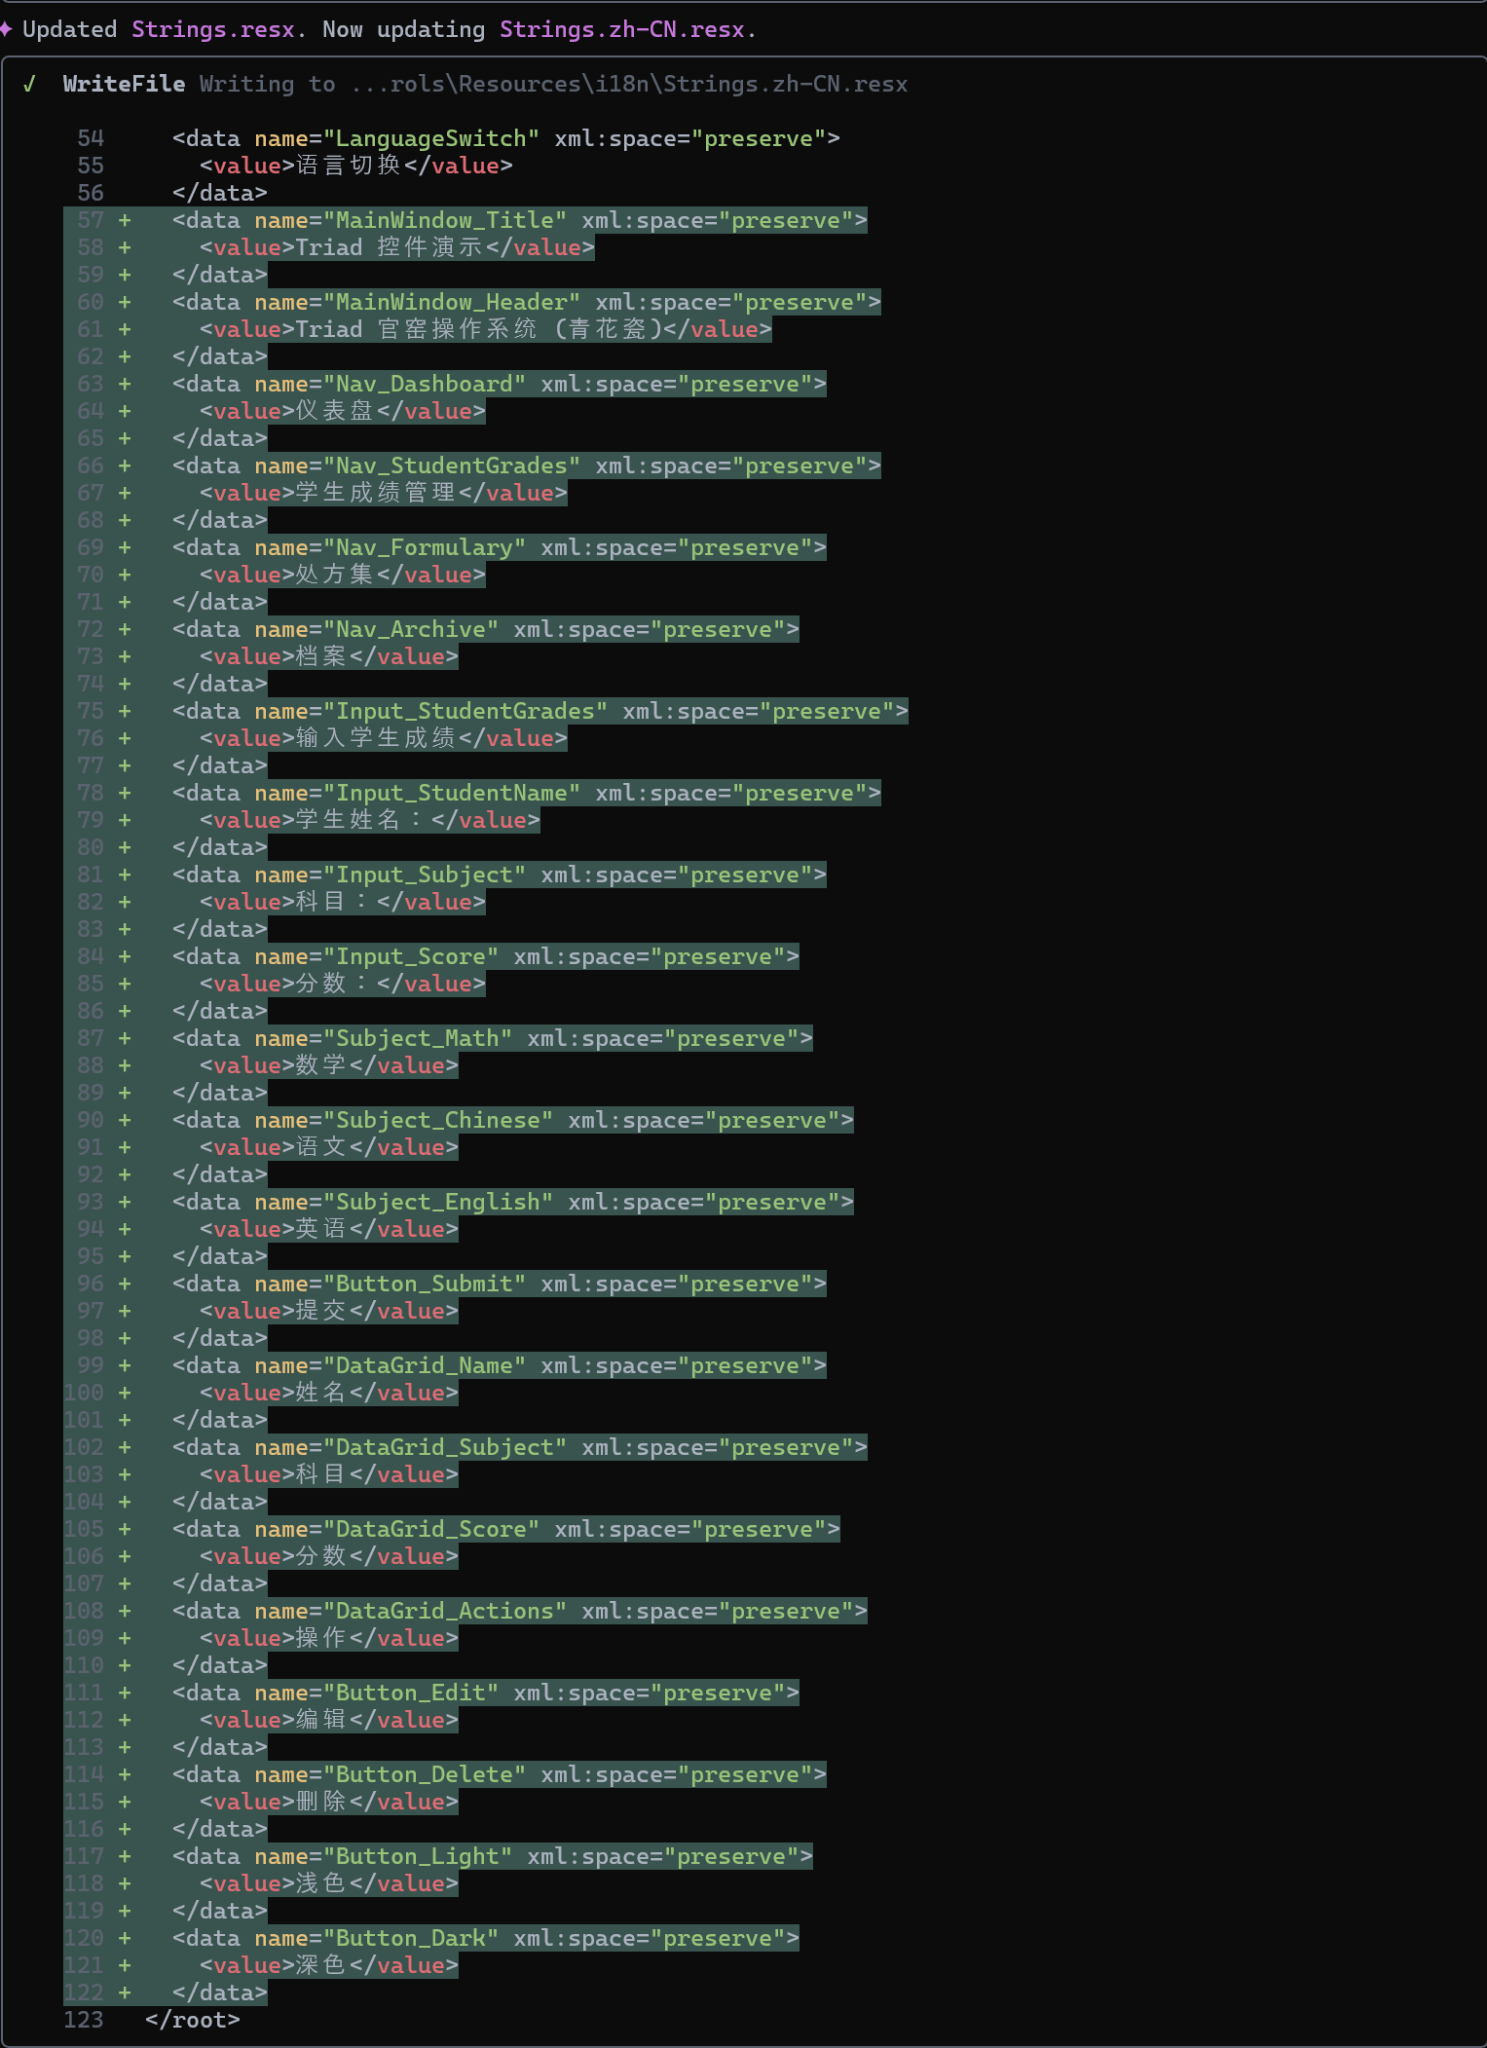 ✦ Updated Strings.resx. Now updating Strings.zh-CN.resx.
✓ WriteFile Writing to ...rols\Resources\i18n\Strings.zh-CN.resx
54 <data name="LanguageSwitch" xml:space="preserve">
55 <value>语言切换</value>
56 </data>
57 + <data name="MainWindow_Title" xml:space="preserve">
58 + <value>Triad 控件演示</value>
59 + </data>
60 + <data name="MainWindow_Header" xml:space="preserve">
61 + <value>Triad 官窑操作系统 (青花瓷)</value>
62 + </data>
63 + <data name="Nav_Dashboard" xml:space="preserve">
64 + <value>仪表盘</value>
65 + </data>
66 + <data name="Nav_StudentGrades" xml:space="preserve">
67 + <value>学生成绩管理</value>
68 + </data>
69 + <data name="Nav_Formulary" xml:space="preserve">
70 + <value>处方集</value>
71 + </data>
72 + <data name="Nav_Archive" xml:space="preserve">
73 + <value>档案</value>
74 + </data>
75 + <data name="Input_StudentGrades" xml:space="preserve">
76 + <value>输入学生成绩</value>
77 + </data>
78 + <data name="Input_StudentName" xml:space="preserve">
79 + <value>学生姓名：</value>
80 + </data>
81 + <data name="Input_Subject" xml:space="preserve">
82 + <value>科目：</value>
83 + </data>
84 + <data name="Input_Score" xml:space="preserve">
85 + <value>分数：</value>
86 + </data>
87 + <data name="Subject_Math" xml:space="preserve">
88 + <value>数学</value>
89 + </data>
90 + <data name="Subject_Chinese" xml:space="preserve">
91 + <value>语文</value>
92 + </data>
93 + <data name="Subject_English" xml:space="preserve">
94 + <value>英语</value>
95 + </data>
96 + <data name="Button_Submit" xml:space="preserve">
97 + <value>提交</value>
98 + </data>
99 + <data name="DataGrid_Name" xml:space="preserve">
100 + <value>姓名</value>
101 + </data>
102 + <data name="DataGrid_Subject" xml:space="preserve">
103 + <value>科目</value>
104 + </data>
105 + <data name="DataGrid_Score" xml:space="preserve">
106 + <value>分数</value>
107 + </data>
108 + <data name="DataGrid_Actions" xml:space="preserve">
109 + <value>操作</value>
110 + </data>
111 + <data name="Button_Edit" xml:space="preserve">
112 + <value>编辑</value>
113 + </data>
114 + <data name="Button_Delete" xml:space="preserve">
115 + <value>删除</value>
116 + </data>
117 + <data name="Button_Light" xml:space="preserve">
118 + <value>浅色</value>
119 + </data>
120 + <data name="Button_Dark" xml:space="preserve">
121 + <value>深色</value>
122 + </data>
123 </root>